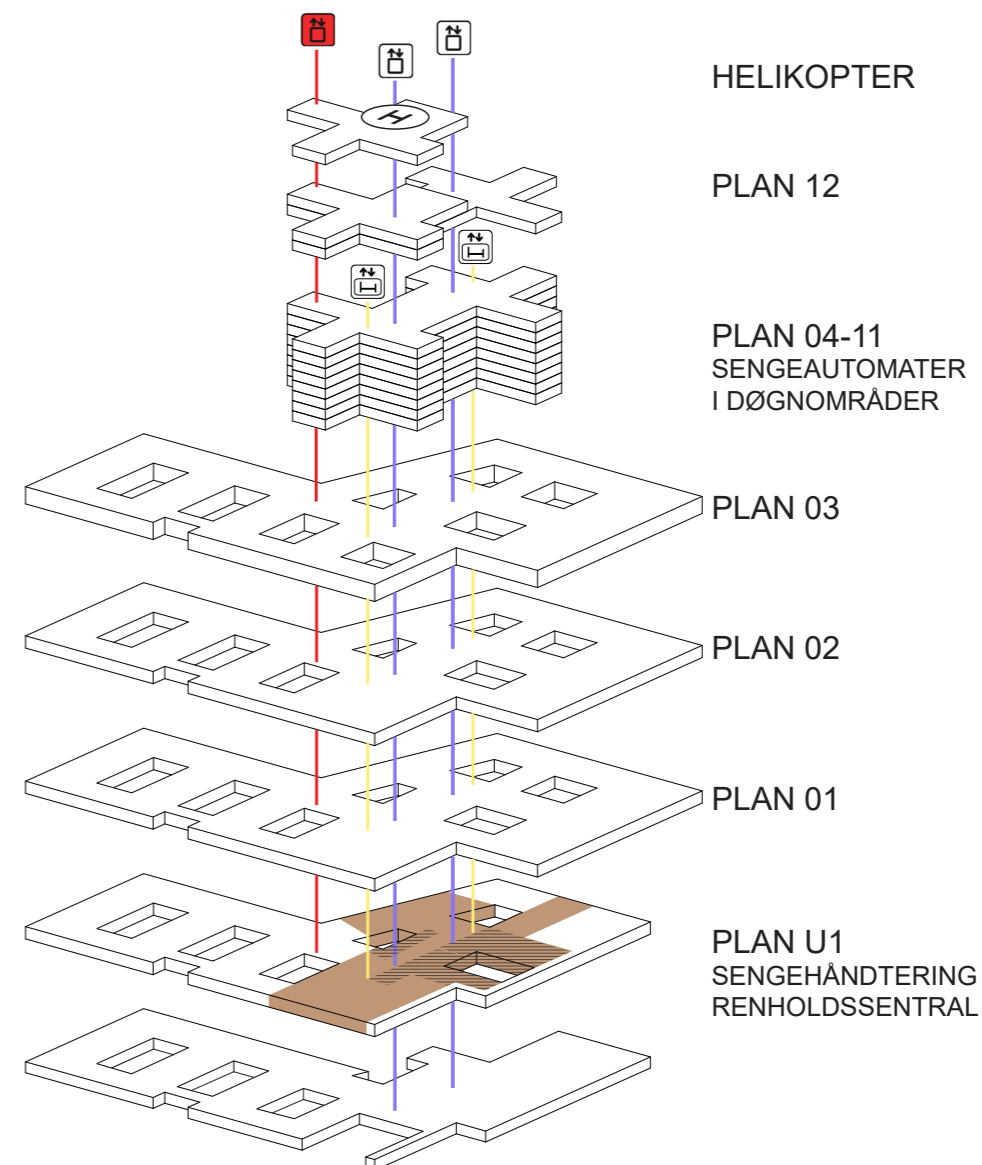 H
HELIKOPTER
PLAN 12
PLAN 04-11
SENGEAUTOMATER
I DØGNOMRÅDER
PLAN 03
PLAN 02
PLAN 01
PLAN U1
SENGEHÅNDTERING
RENHOLDSSENTRAL